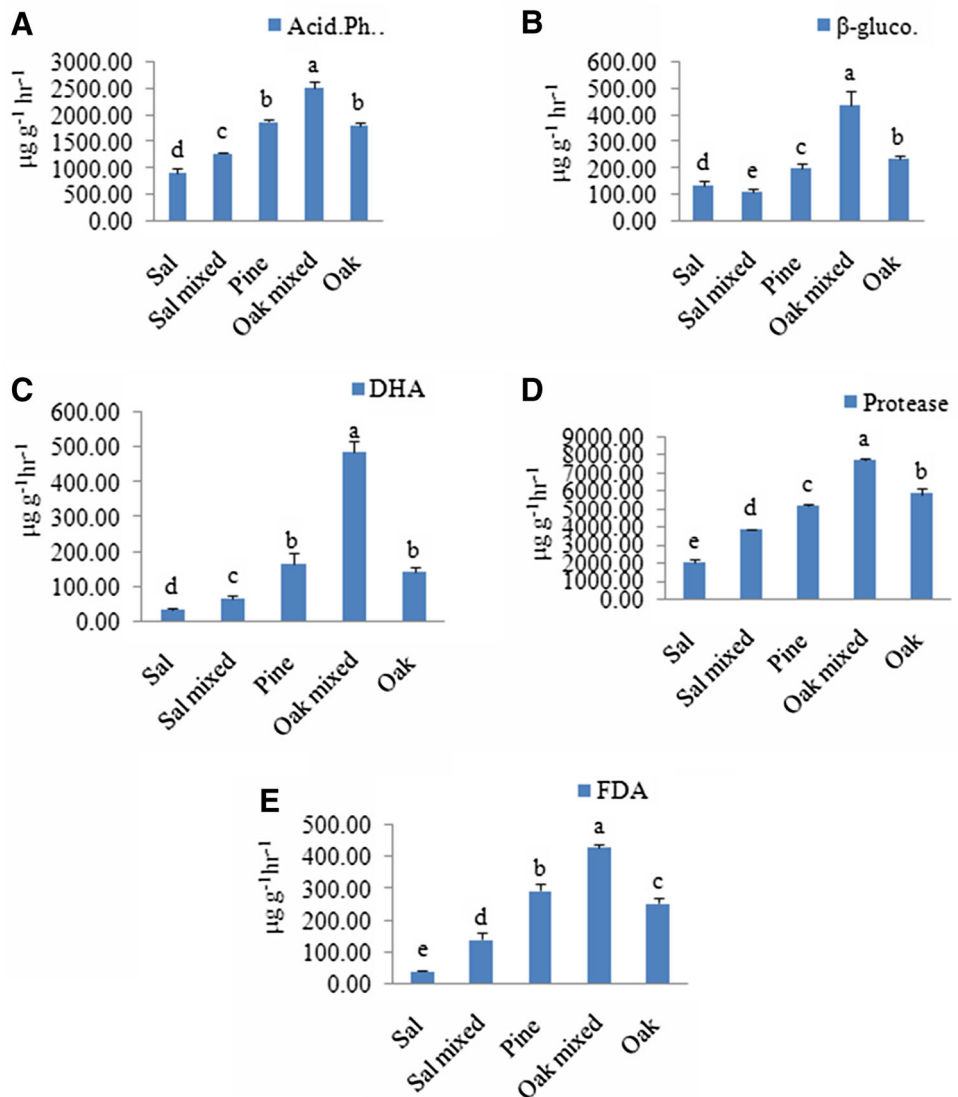 A
Acid.Ph..
µg g⁻¹ hr⁻¹
3000.00
2500.00
2000.00
1500.00
1000.00
500.00
0.00
d
c
b
a
b
Sal
Sal mixed
Pine
Oak mixed
Oak
B
β-gluco.
µg g⁻¹ hr⁻¹
600.00
500.00
400.00
300.00
200.00
100.00
0.00
d
e
c
a
b
Sal
Sal mixed
Pine
Oak mixed
Oak
C
DHA
µg g⁻¹hr⁻¹
600.00
500.00
400.00
300.00
200.00
100.00
0.00
d
c
b
a
b
Sal
Sal mixed
Pine
Oak mixed
Oak
D
Protease
µg g⁻¹hr⁻¹
9000.00
8000.00
7000.00
6000.00
5000.00
4000.00
3000.00
2000.00
1000.00
0.00
e
d
c
a
b
Sal
Sal mixed
Pine
Oak mixed
Oak
E
FDA
µg g⁻¹hr⁻¹
500.00
400.00
300.00
200.00
100.00
0.00
e
d
b
a
c
Sal
Sal mixed
Pine
Oak mixed
Oak